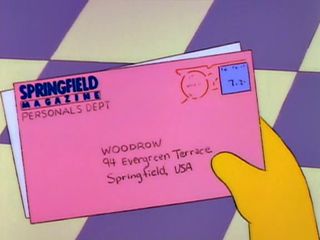 SPRINGFIELD
MAGAZINE
PERSONALS DEPT
WOODROW
94 Evergreen Terrace
Springfield, USA